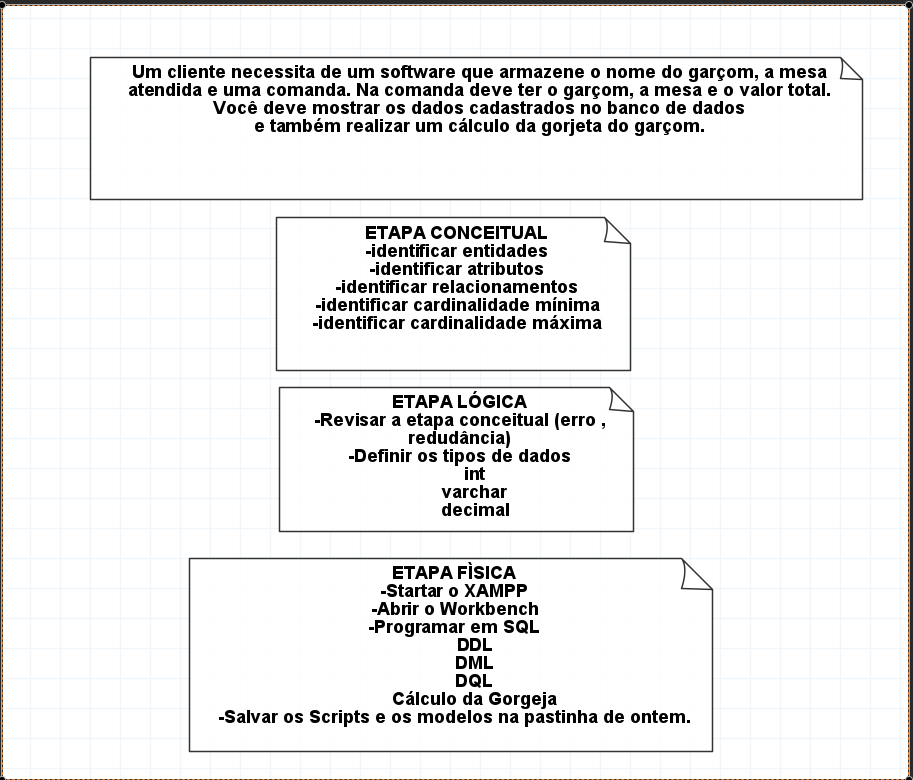 Um cliente necessita de um software que armazene o nome do garçom, a mesa
atendida e uma comanda. Na comanda deve ter o garçom, a mesa e o valor total.
Você deve mostrar os dados cadastrados no banco de dados
e também realizar um cálculo da gorjeta do garçom.
ETAPA CONCEITUAL
-identificar entidades
-identificar atributos
-identificar relacionamentos
-identificar cardinalidade mínima
-identificar cardinalidade máxima
ETAPA LÓGICA
-Revisar a etapa conceitual (erro ,
redudância)
-Definir os tipos de dados
int
varchar
decimal
ETAPA FÌSICA
-Startar o XAMPP
-Abrir o Workbench
-Programar em SQL
DDL
DML
DQL
Cálculo da Gorgeja
-Salvar os Scripts e os modelos na pastinha de ontem.